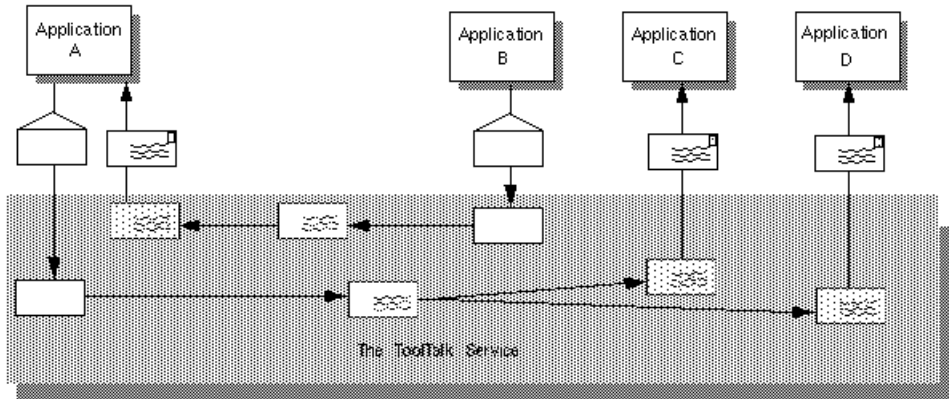 Application
A
Application
B
Application
C
Application
D
The ToolTalk Service